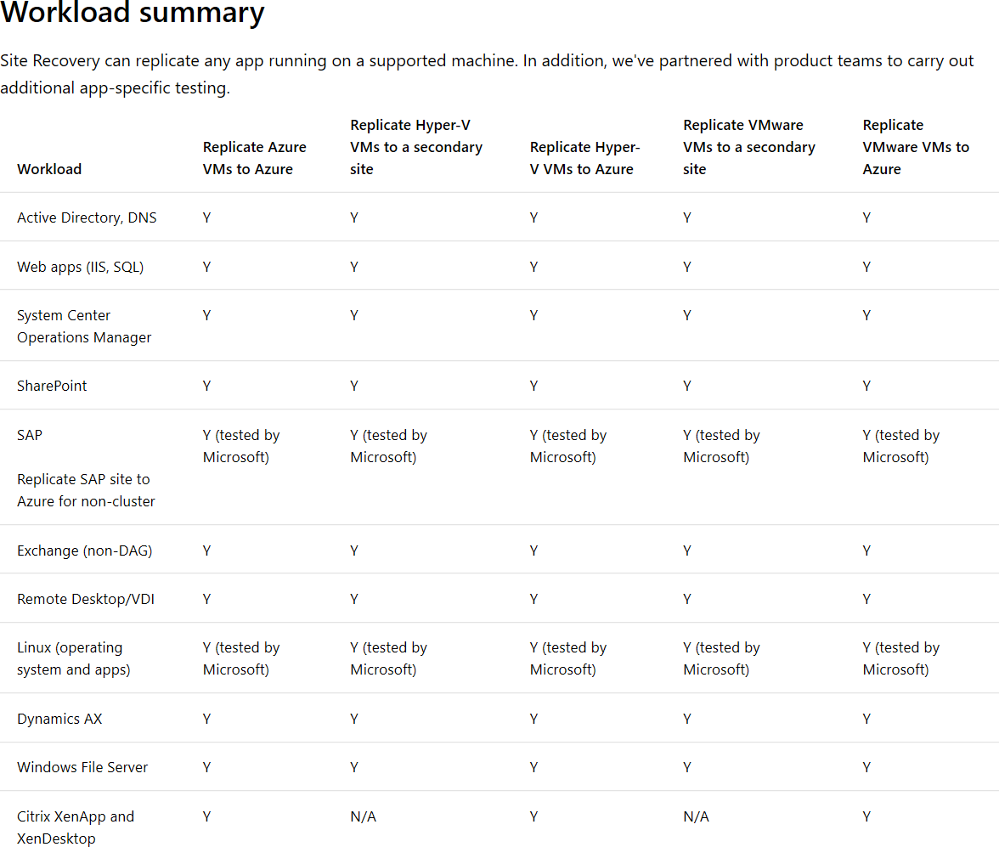 Workload summary
Site Recovery can replicate any app running on a supported machine. In addition, we've partnered with product teams to carry out
additional app-specific testing.
Workload
Replicate Azure
VMs to Azure
Replicate Hyper-V
VMs to a secondary
site
Replicate Hyper-
V VMs to Azure
Replicate VMware
VMs to a secondary
site
Replicate
VMware VMs to
Azure
Active Directory, DNS Y Y Y Y Y
Web apps (IIS, SQL) Y Y Y Y Y
System Center Y Y Y Y Y
Operations Manager
SharePoint Y Y Y Y Y
SAP Y (tested by Y (tested by Y (tested by Y (tested by Y (tested by
Microsoft) Microsoft) Microsoft) Microsoft) Microsoft)
Replicate SAP site to
Azure for non-cluster
Exchange (non-DAG) Y Y Y Y Y
Remote Desktop/VDI Y Y Y Y Y
Linux (operating Y (tested by Y (tested by Y (tested by Y (tested by Y (tested by
system and apps) Microsoft) Microsoft) Microsoft) Microsoft) Microsoft)
Dynamics AX Y Y Y Y Y
Windows File Server Y Y Y Y Y
Citrix XenApp and Y N/A Y N/A Y
XenDesktop